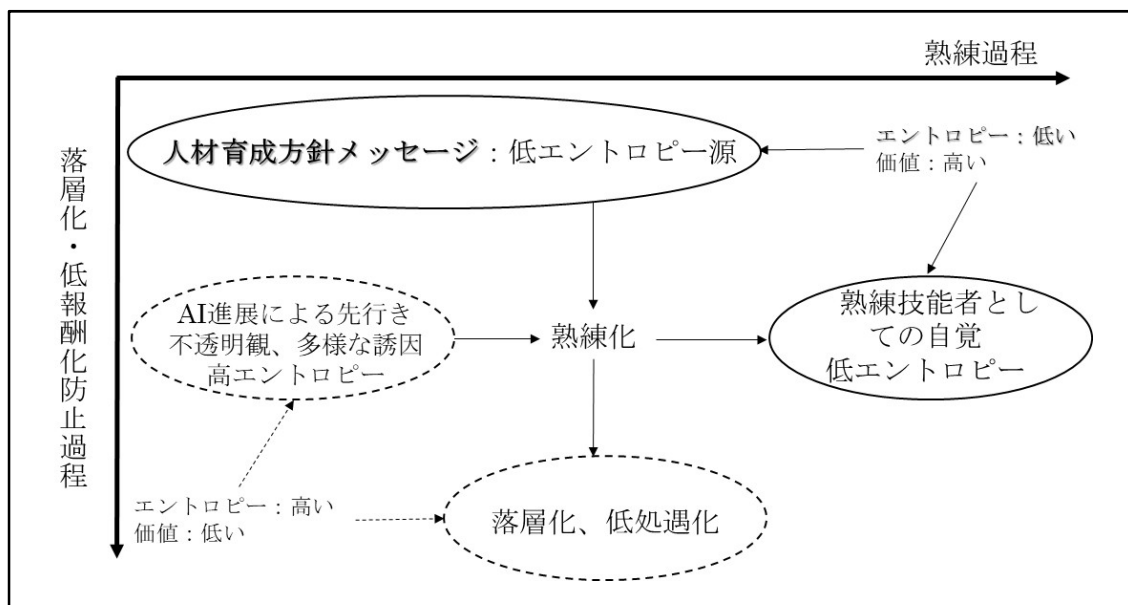 熟練過程
落層化・低報酬化防止過程
人材育成方針メッセージ：低エントロピー源
エントロピー：低い
価値：高い
AI進展による先行き
不透明観、多様な誘因
高エントロピー
熟練化
熟練技能者とし
ての自覚
低エントロピー
エントロピー：高い
価値：低い
落層化、低処遇化